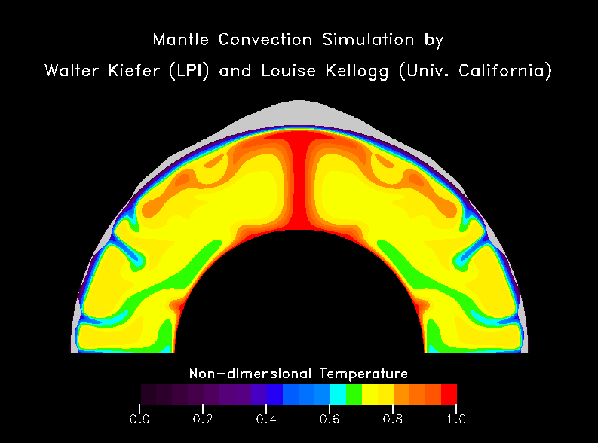 Mantle Convection Simulation by
Walter Kiefer (LPI) and Louise Kellogg (Univ. California)
Non-dimensional Temperature
0.0 0.2 0.4 0.6 0.8 1.0